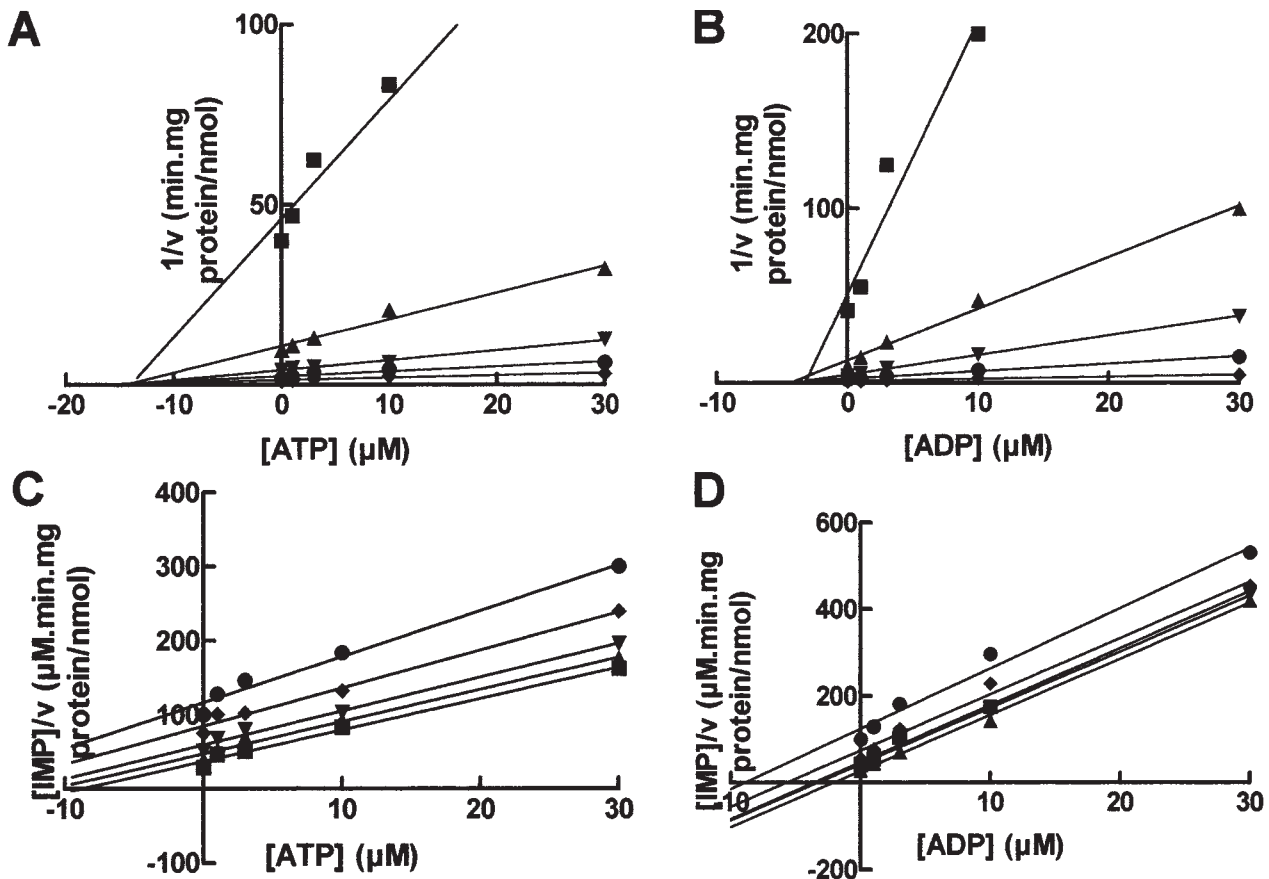 A
1/v (min.mg
protein/nmol)
100
50
-20 -10 0 10 20 30
[ATP] (µM)
B
1/v (min.mg
protein/nmol)
200
100
-10 0 10 20 30
[ADP] (µM)
C
[IMP]/v (µM.min.mg
protein/nmol)
400
300
200
100
-10 10 20 30
-100
[ATP] (µM)
D
[IMP]/v (µM.min.mg
protein/nmol)
600
400
200
-10 10 20 30
-200
[ADP] (µM)